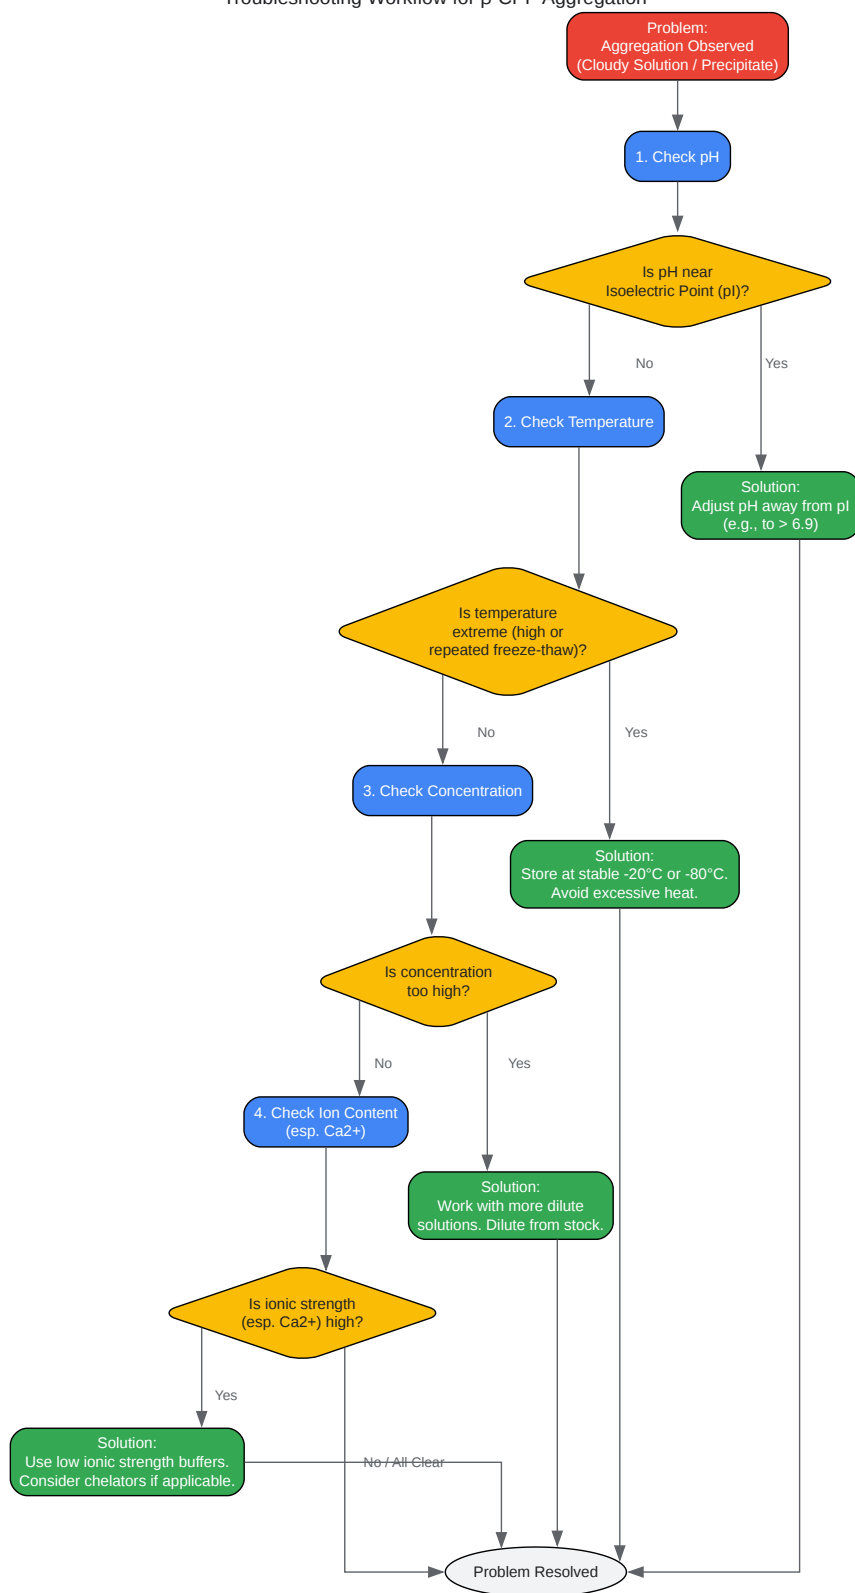 Troubleshooting Workflow for β-CPP Aggregation
Problem:
Aggregation Observed
(Cloudy Solution / Precipitate)
1. Check pH
Is pH near
Isoelectric Point (pI)?
No
Yes
2. Check Temperature
Solution:
Adjust pH away from pI
(e.g., to > 6.9)
Is temperature
extreme (high or
repeated freeze-thaw)?
No
Yes
3. Check Concentration
Solution:
Store at stable -20°C or -80°C.
Avoid excessive heat.
Is concentration
too high?
No
Yes
4. Check Ion Content
(esp. Ca2+)
Solution:
Work with more dilute
solutions. Dilute from stock.
Is ionic strength
(esp. Ca2+) high?
Yes
Solution:
Use low ionic strength buffers.
Consider chelators if applicable.
No / All Clear
Problem Resolved